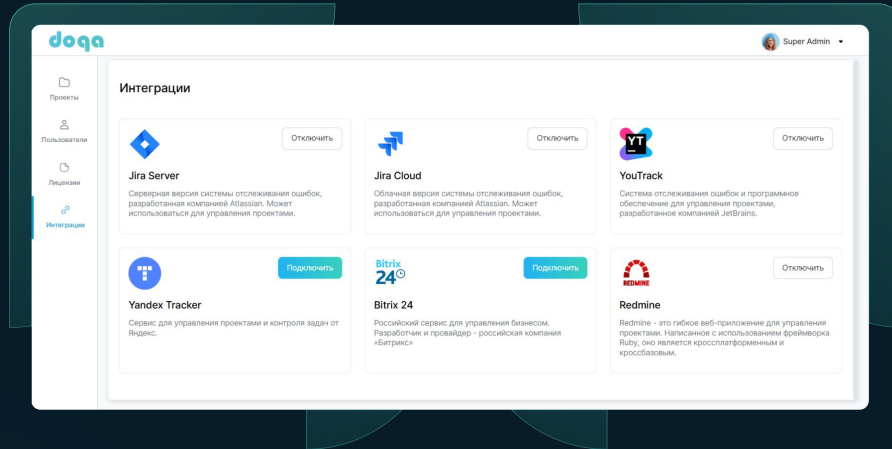 doqa
Super Admin
Проекты
Пользователи
Лицензии
Интеграции
Интеграции
Отключить
Jira Server
Серверная версия системы отслеживания ошибок,
разработанная компанией Atlassian. Может
использоваться для управления проектами.
Отключить
Jira Cloud
Облачная версия системы отслеживания ошибок,
разработанная компанией Atlassian. Может
использоваться для управления проектами.
YT
Отключить
YouTrack
Система отслеживания ошибок и программное
обеспечение для управления проектами,
разработанное компанией JetBrains.
Подключить
Yandex Tracker
Сервис для управления проектами и контроля задач от
Яндекс.
Bitrix
24
Подключить
Bitrix 24
Российский сервис для управления бизнесом.
Разработчик и провайдер - российская компания
«Битрикс»
REDMINE
Отключить
Redmine
Redmine - это гибкое веб-приложение для управления
проектами. Написанное с использованием фреймворка
Ruby, оно является кроссплатформенным и
кроссбазовым.